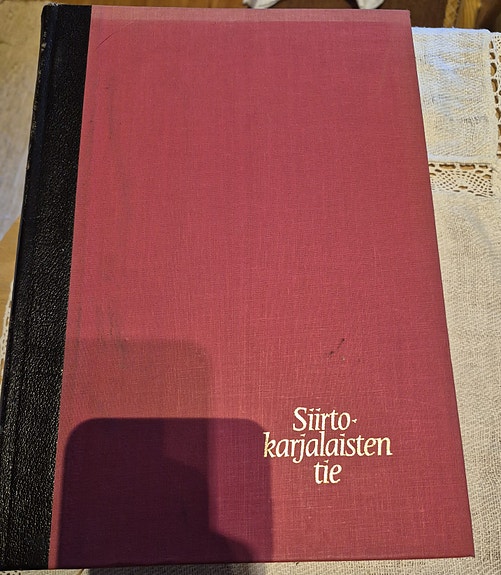 Siirto-
karjalaisten
tie